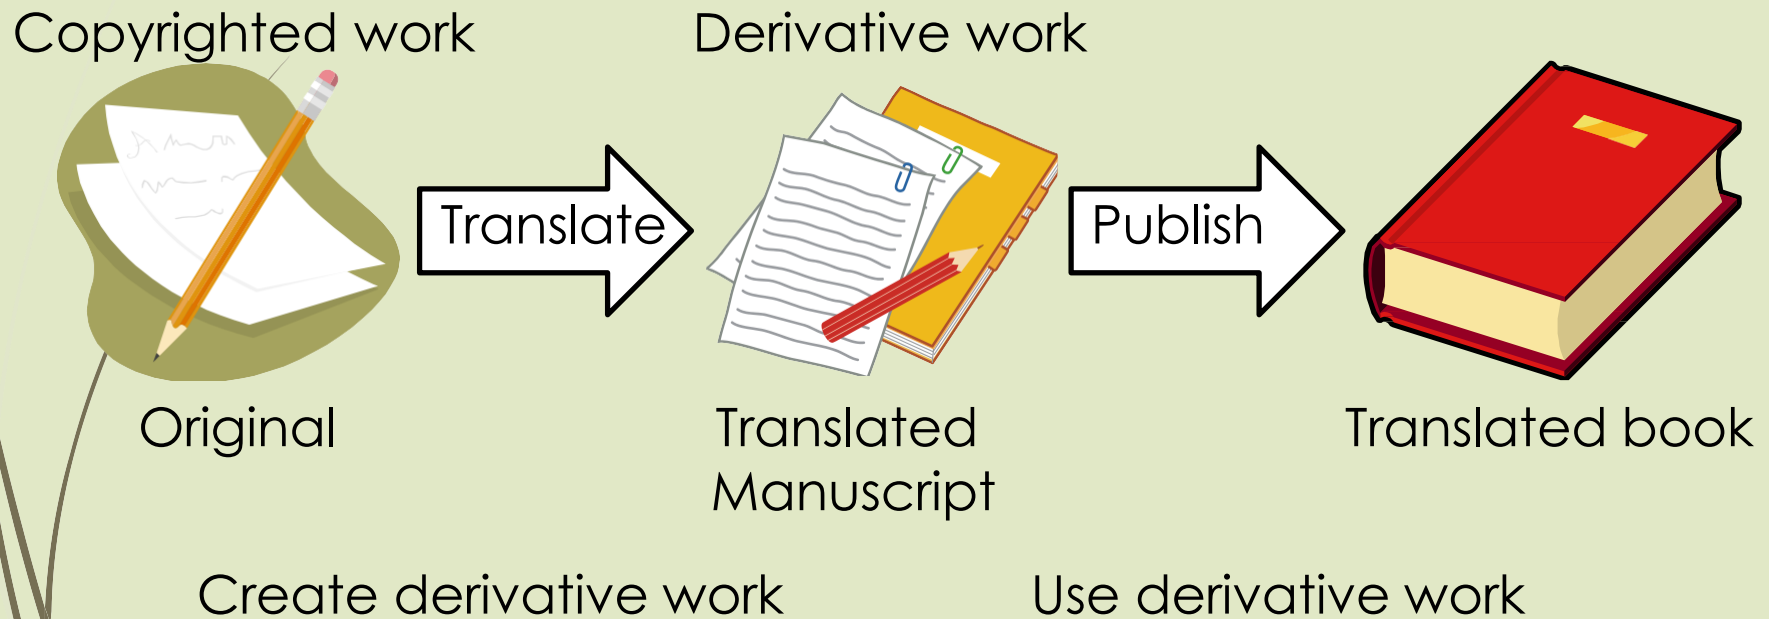 Copyrighted work
Derivative work
Translate
Publish
Original
Translated
Manuscript
Translated book
Create derivative work
Use derivative work